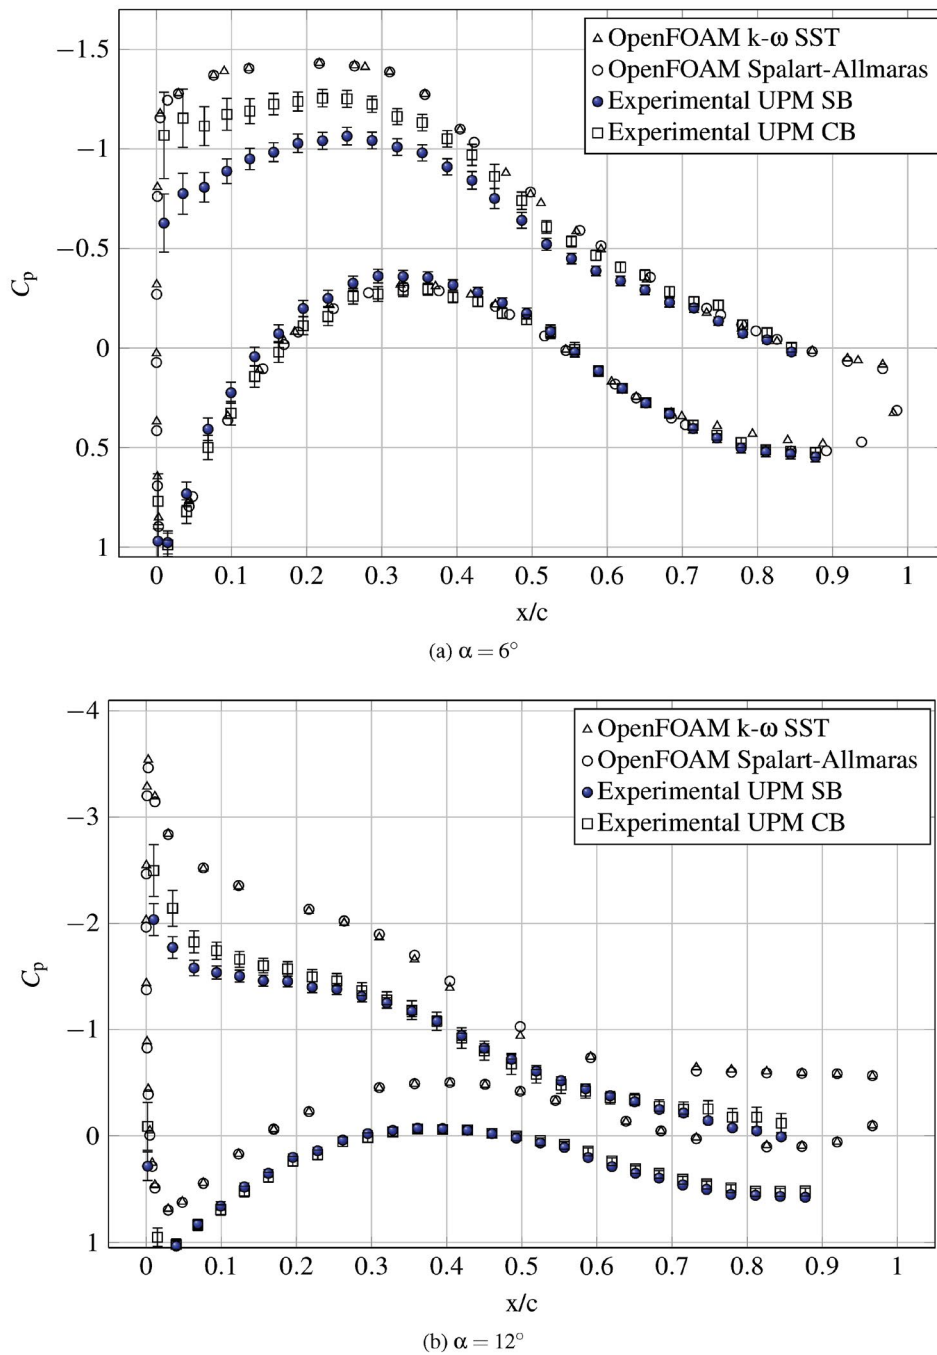 −1.5
−1
−0.5
0
0.5
1
C_p
OpenFOAM k-ω SST
OpenFOAM Spalart-Allmaras
Experimental UPM SB
Experimental UPM CB
0 0.1 0.2 0.3 0.4 0.5 0.6 0.7 0.8 0.9 1
x/c
(a) α = 6°
−4
−3
−2
−1
0
1
C_p
OpenFOAM k-ω SST
OpenFOAM Spalart-Allmaras
Experimental UPM SB
Experimental UPM CB
0 0.1 0.2 0.3 0.4 0.5 0.6 0.7 0.8 0.9 1
x/c
(b) α = 12°